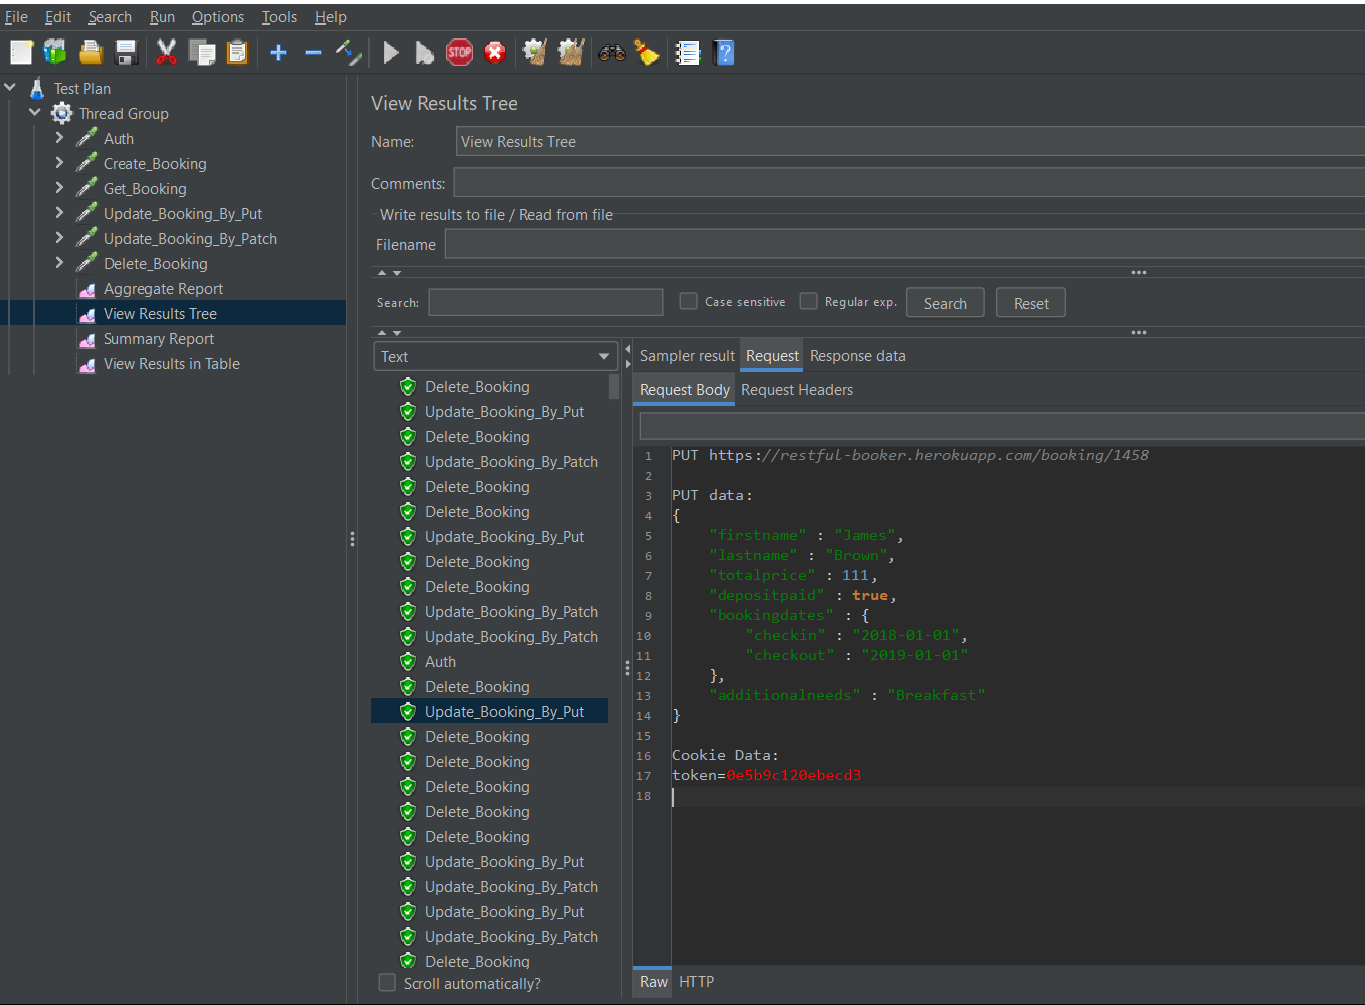 File Edit Search Run Options Tools Help
STOP
Test Plan
Thread Group
Auth
Create_Booking
Get_Booking
Update_Booking_By_Put
Update_Booking_By_Patch
Delete_Booking
Aggregate Report
View Results Tree
Summary Report
View Results in Table
View Results Tree
Name: View Results Tree
Comments:
Write results to file / Read from file
Filename
Search: Case sensitive Regular exp. Search Reset
Text
Delete_Booking
Update_Booking_By_Put
Delete_Booking
Update_Booking_By_Patch
Delete_Booking
Delete_Booking
Update_Booking_By_Put
Delete_Booking
Delete_Booking
Update_Booking_By_Patch
Update_Booking_By_Patch
Auth
Delete_Booking
Update_Booking_By_Put
Delete_Booking
Delete_Booking
Delete_Booking
Delete_Booking
Delete_Booking
Update_Booking_By_Put
Update_Booking_By_Patch
Update_Booking_By_Put
Update_Booking_By_Patch
Delete_Booking
Scroll automatically?
Sampler result Request Response data
Request Body Request Headers
1 PUT https://restful-booker.herokuapp.com/booking/1458
2
3 PUT data:
4 {
5 "firstname" : "James",
6 "lastname" : "Brown",
7 "totalprice" : 111,
8 "depositpaid" : true,
9 "bookingdates" : {
10 "checkin" : "2018-01-01",
11 "checkout" : "2019-01-01"
12 },
13 "additionalneeds" : "Breakfast"
14 }
15
16 Cookie Data:
17 token=0e5b9c120ebecd3
18
Raw HTTP